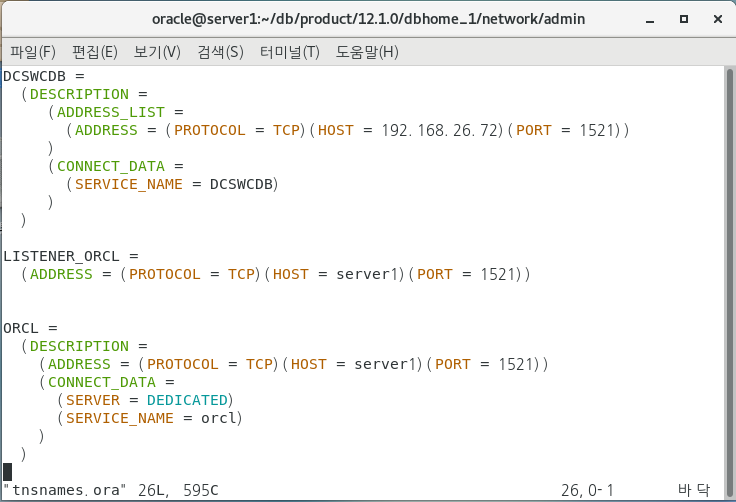 oracle@server1:~/db/product/12.1.0/dbhome_1/network/admin
파일(F) 편집(E) 보기(V) 검색(S) 터미널(T) 도움말(H)
DCSWCDB =
  (DESCRIPTION =
     (ADDRESS_LIST =
       (ADDRESS = (PROTOCOL = TCP)(HOST = 192.168.26.72)(PORT = 1521))
     )
     (CONNECT_DATA =
       (SERVICE_NAME = DCSWCDB)
     )
  )
LISTENER_ORCL =
  (ADDRESS = (PROTOCOL = TCP)(HOST = server1)(PORT = 1521))
ORCL =
  (DESCRIPTION =
    (ADDRESS = (PROTOCOL = TCP)(HOST = server1)(PORT = 1521))
    (CONNECT_DATA =
      (SERVER = DEDICATED)
      (SERVICE_NAME = orcl)
    )
  )
"tnsnames.ora" 26L, 595C 26,0-1 바닥